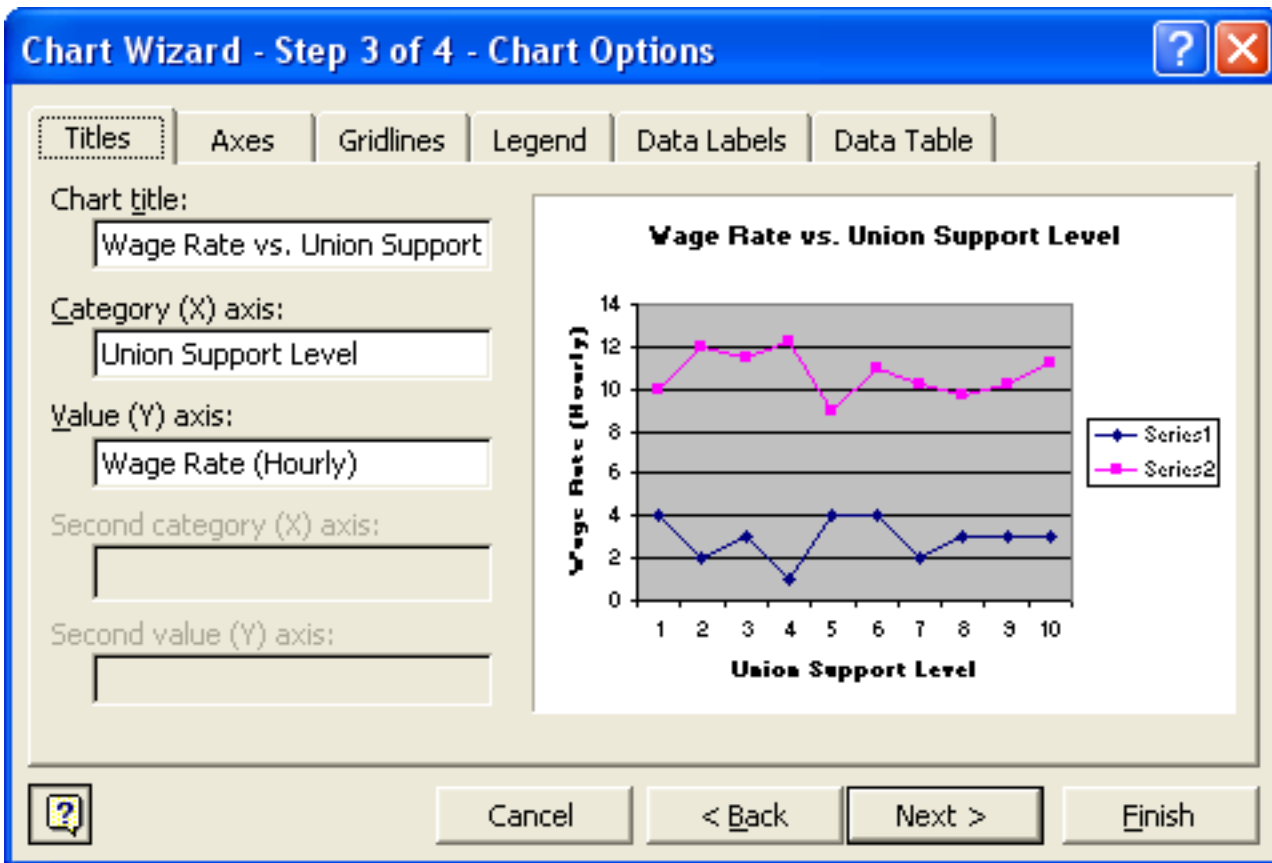 Chart Wizard - Step 3 of 4 - Chart Options
Titles Axes Gridlines Legend Data Labels Data Table
Chart title:
Wage Rate vs. Union Support
Category (X) axis:
Union Support Level
Value (Y) axis:
Wage Rate (Hourly)
Second category (X) axis:
Second value (Y) axis:
Wage Rate vs. Union Support Level
Wage Rate (Hourly)
14
12
10
8
6
4
2
0
1 2 3 4 5 6 7 8 9 10
Union Support Level
Series1
Series2
Cancel < Back Next > Finish